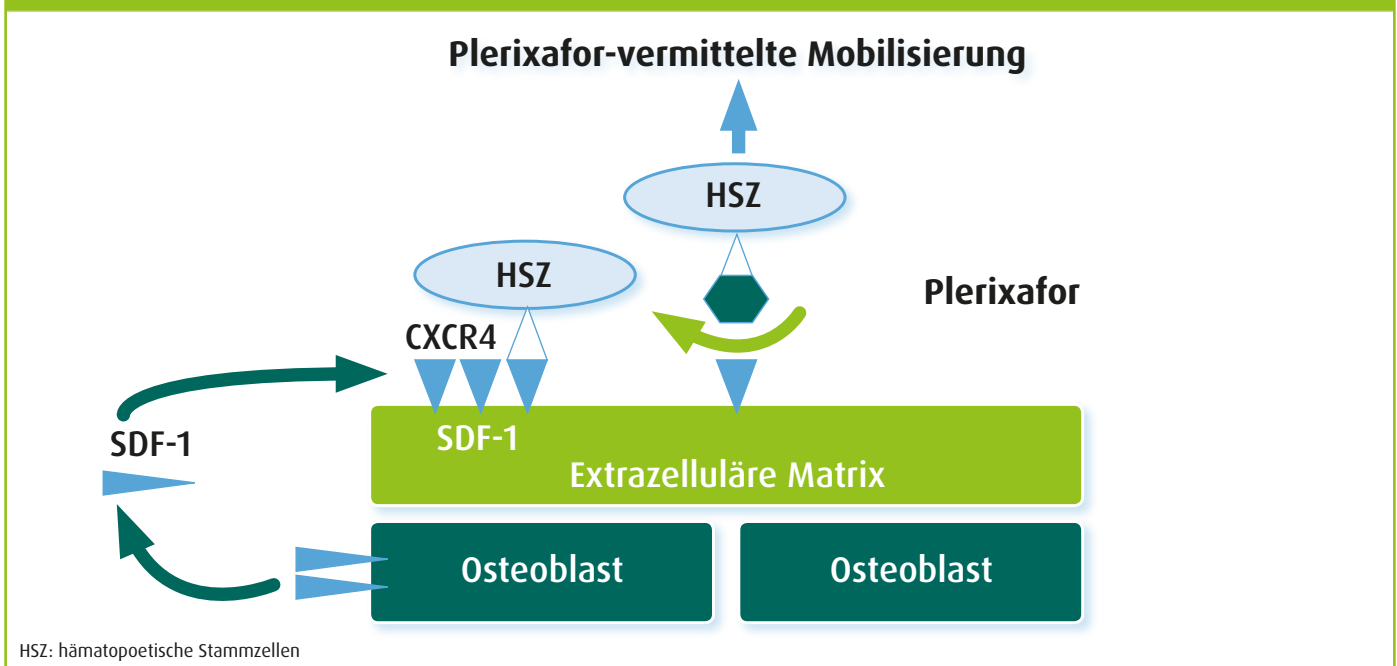 Plerixafor-vermittelte Mobilisierung
HSZ
HSZ
Plerixafor
CXCR4
SDF-1
SDF-1
Extrazelluläre Matrix
Osteoblast
Osteoblast
HSZ: hämatopoetische Stammzellen